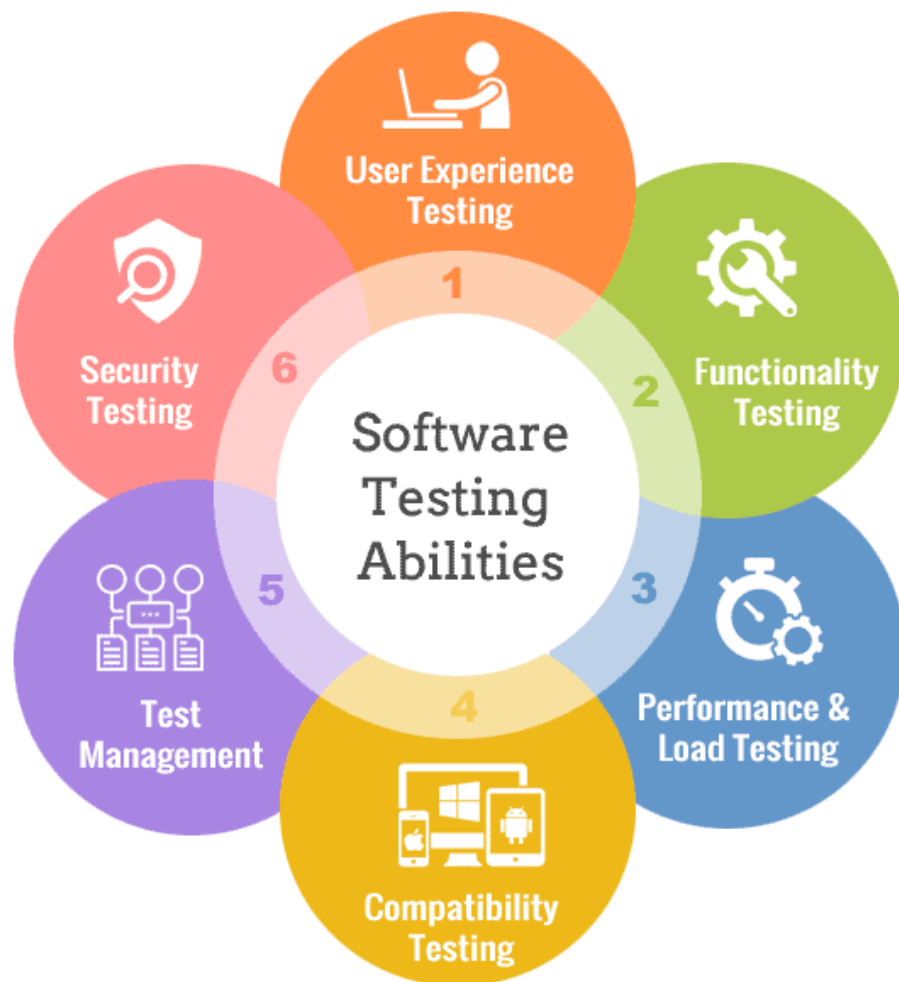 Software
Testing
Abilities
1
User Experience
Testing
2
Functionality
Testing
3
Performance &
Load Testing
4
Compatibility
Testing
5
Test
Management
6
Security
Testing